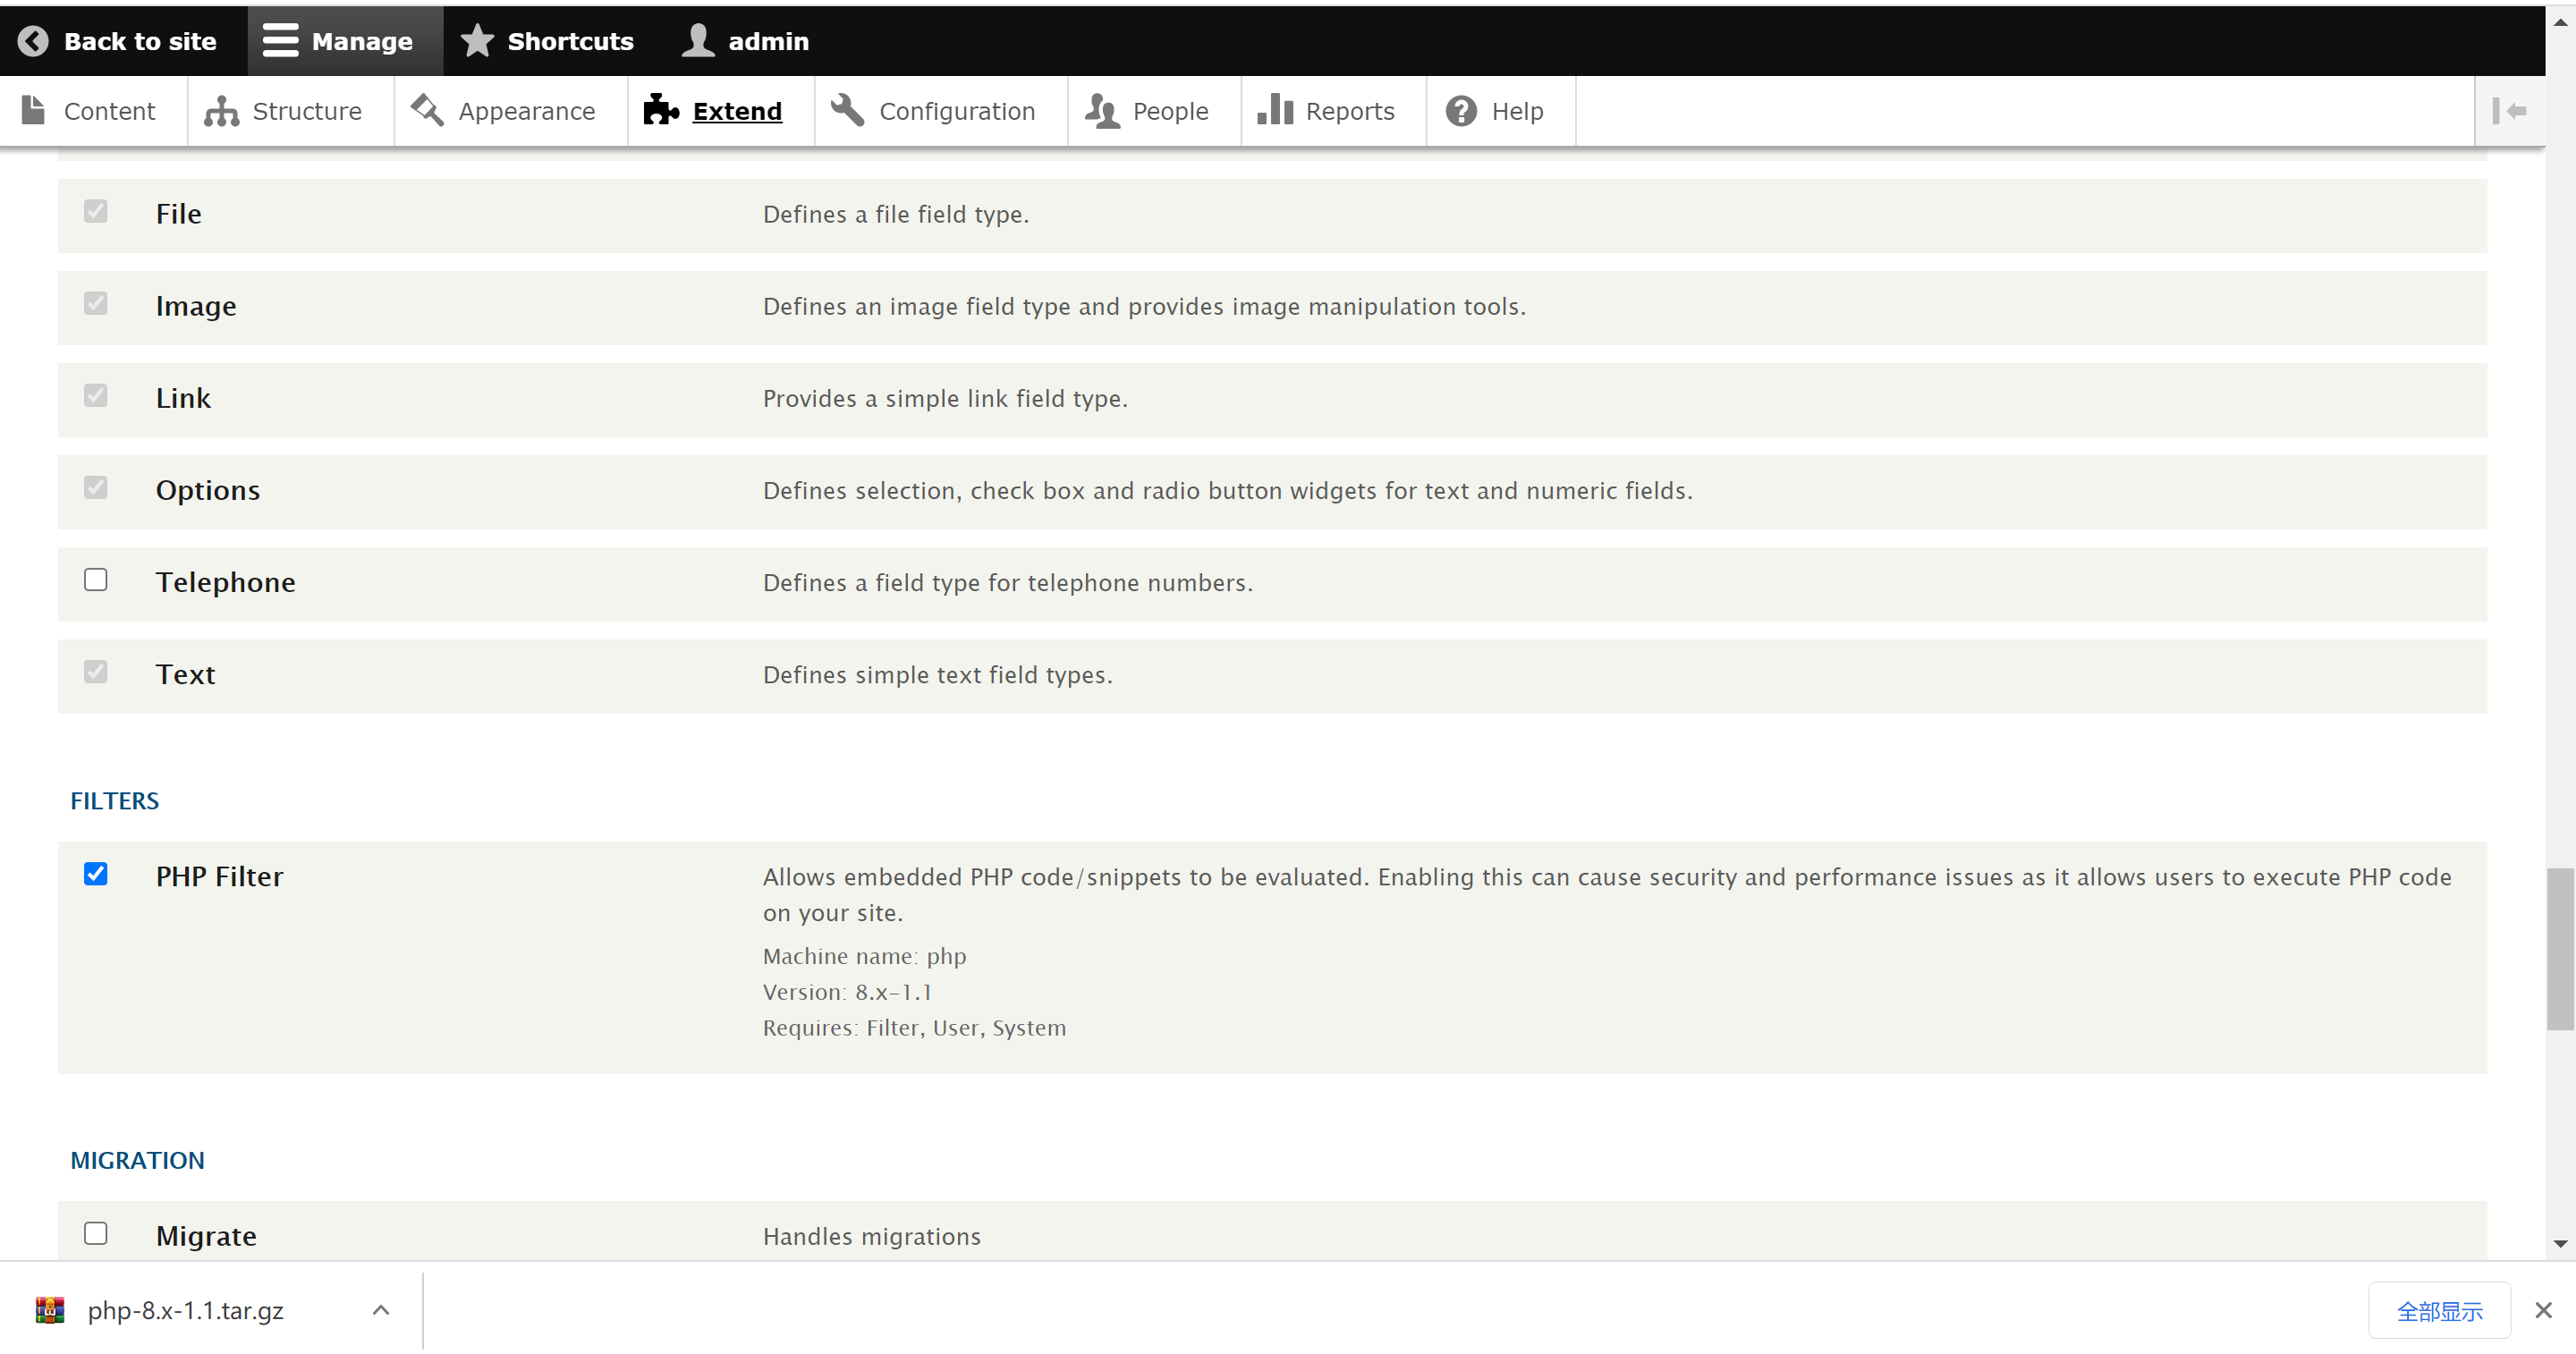 Back to site Manage Shortcuts admin
Content Structure Appearance Extend Configuration People Reports Help
File Defines a file field type.
Image Defines an image field type and provides image manipulation tools.
Link Provides a simple link field type.
Options Defines selection, check box and radio button widgets for text and numeric fields.
Telephone Defines a field type for telephone numbers.
Text Defines simple text field types.
FILTERS
PHP Filter Allows embedded PHP code/snippets to be evaluated. Enabling this can cause security and performance issues as it allows users to execute PHP code
on your site.
Machine name: php
Version: 8.x-1.1
Requires: Filter, User, System
MIGRATION
Migrate Handles migrations
php-8.x-1.1.tar.gz 全部显示